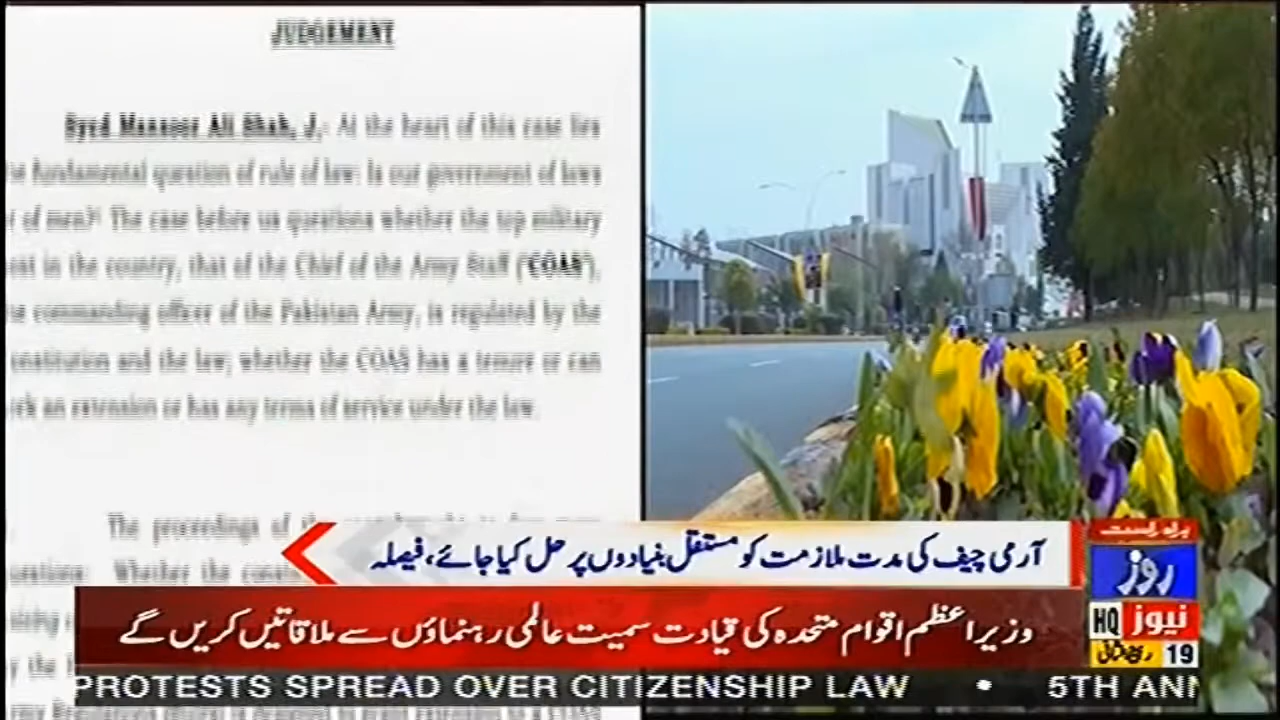 JUDGEMENT
Syed Mansoor Ali Shah, J.- At the heart of this case lies
fundamental question of rule of law: Is our government of laws
of men? The case before us questions whether the top military
in the country, that of the Chief of the Army Staff ('COAS'),
commanding officer of the Pakistan Army, is regulated by the
constitution and the law; whether the COAS has a tenure or can
an extension or has any terms of service under the law.
The proceedings of
Whether the
آرمی چیف کی مدت ملازمت کو مستقل بنیادوں پر حل کیا جائے، فیصلہ
براہ راست
روز
نیوز HQ
19
وزیراعظم اقوام متحدہ کی قیادت سمیت عالمی رہنماؤں سے ملاقاتیں کریں گے
PROTESTS SPREAD OVER CITIZENSHIP LAW • 5TH ANN